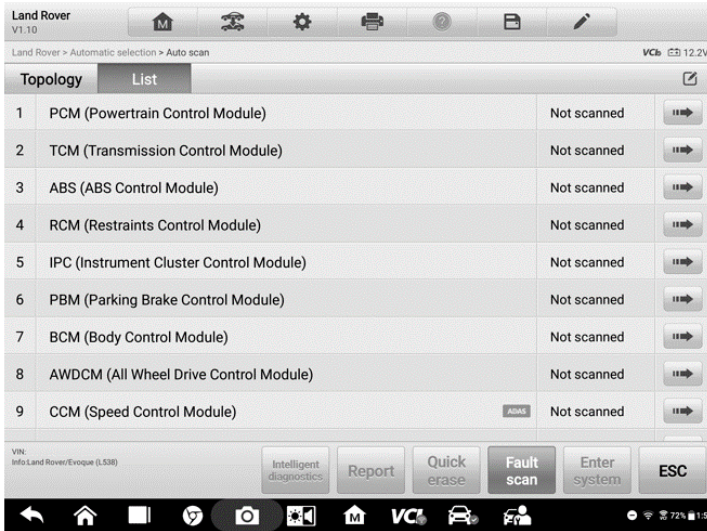 Land Rover
V1.10
Land Rover > Automatic selection > Auto scan
VCI 12.2V
Topology List
1 PCM (Powertrain Control Module) Not scanned
2 TCM (Transmission Control Module) Not scanned
3 ABS (ABS Control Module) Not scanned
4 RCM (Restraints Control Module) Not scanned
5 IPC (Instrument Cluster Control Module) Not scanned
6 PBM (Parking Brake Control Module) Not scanned
7 BCM (Body Control Module) Not scanned
8 AWDCM (All Wheel Drive Control Module) Not scanned
9 CCM (Speed Control Module) ADAS Not scanned
VIN:
Info:Land Rover/Evoque (L538)
Intelligent diagnostics
Report
Quick erase
Fault scan
Enter system
ESC
M VCI 72%